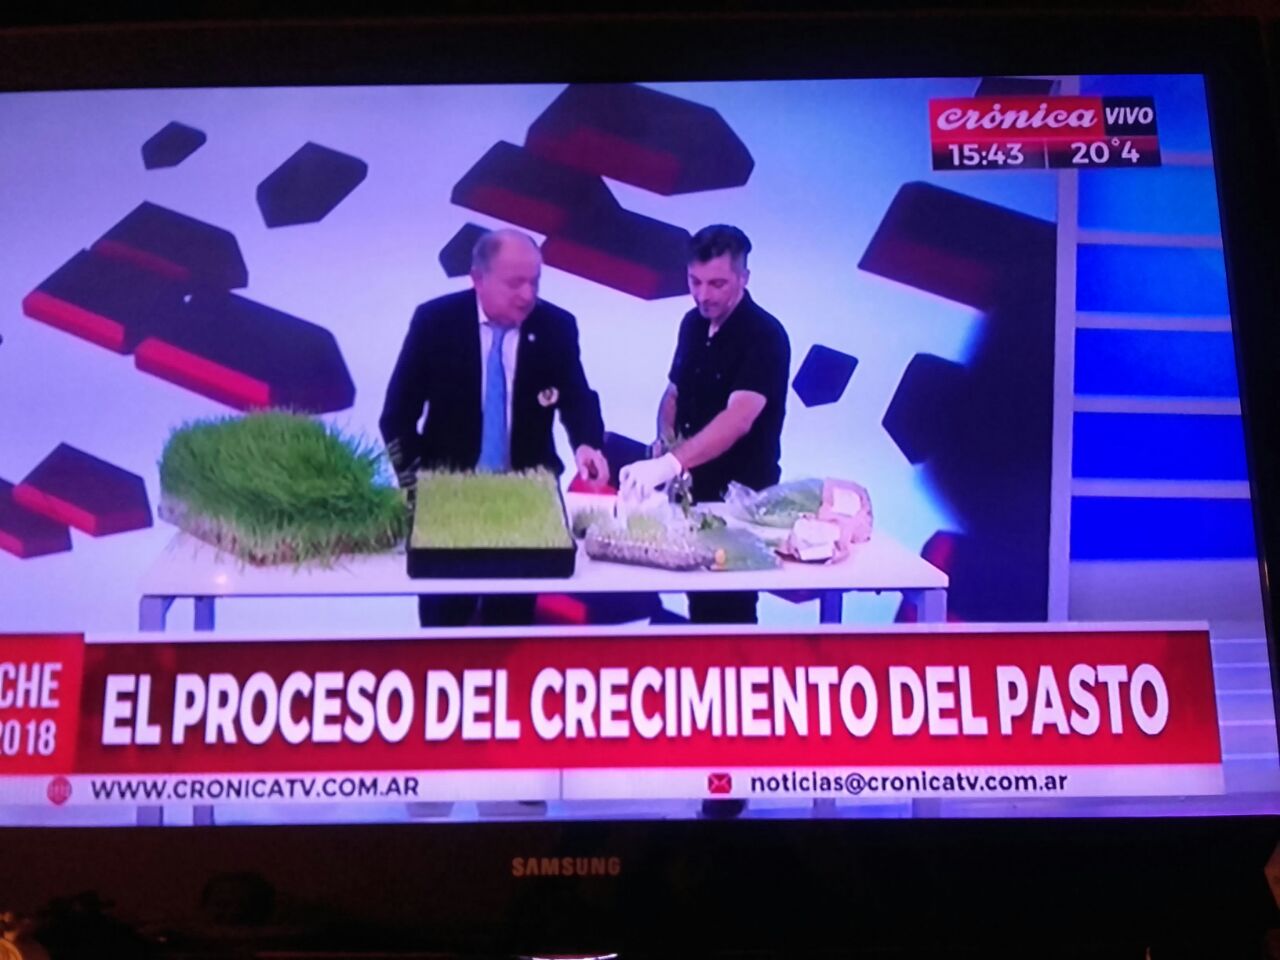 crónica VIVO
15:43 20°4
CHE
2018
EL PROCESO DEL CRECIMIENTO DEL PASTO
WWW.CRONICATV.COM.AR
noticias@cronicatv.com.ar
SAMSUNG